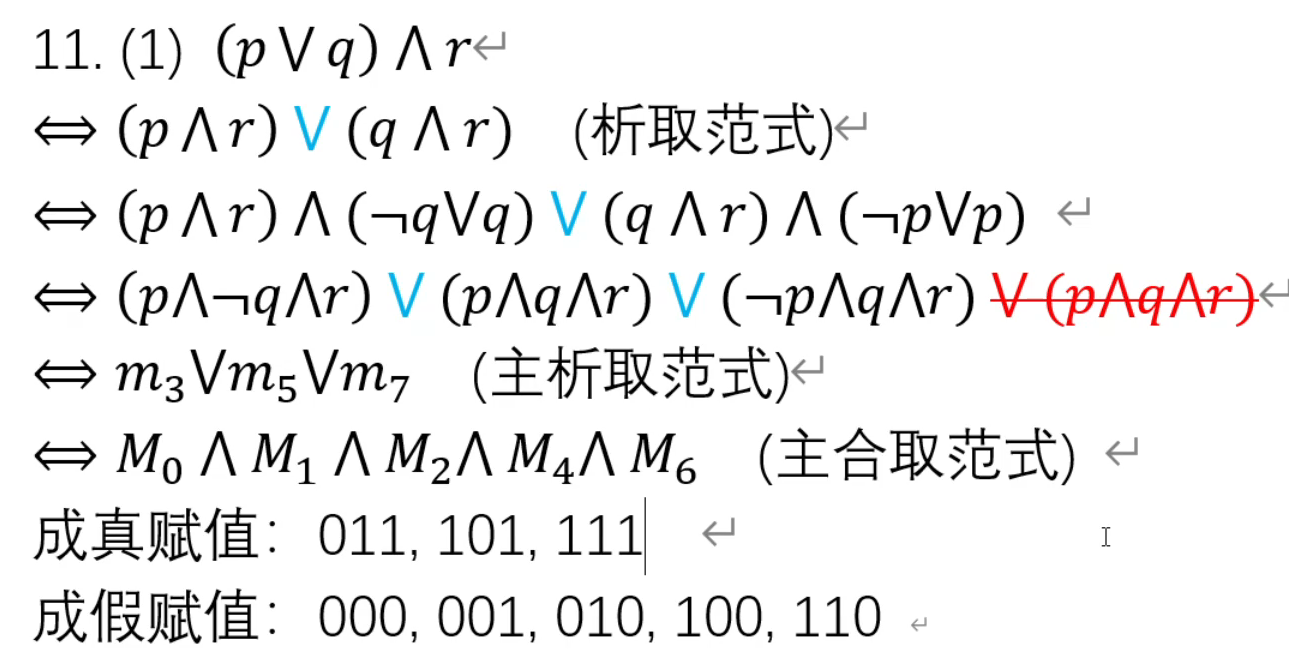 11. (1) (p⋁q)⋀r↵
⟺(p⋀r)⋁(q⋀r) (析取范式)↵
⟺(p⋀r)⋀(¬q⋁q)⋁(q⋀r)⋀(¬p⋁p) ↵
⟺(p⋀¬q⋀r)⋁(p⋀q⋀r)⋁(¬p⋀q⋀r)⋁(p⋀q⋀r)↵
⟺m₃⋁m₅⋁m₇ (主析取范式)↵
⟺M₀⋀M₁⋀M₂⋀M₄⋀M₆ (主合取范式) ↵
成真赋值：011, 101, 111 ↵
成假赋值：000, 001, 010, 100, 110 ↵